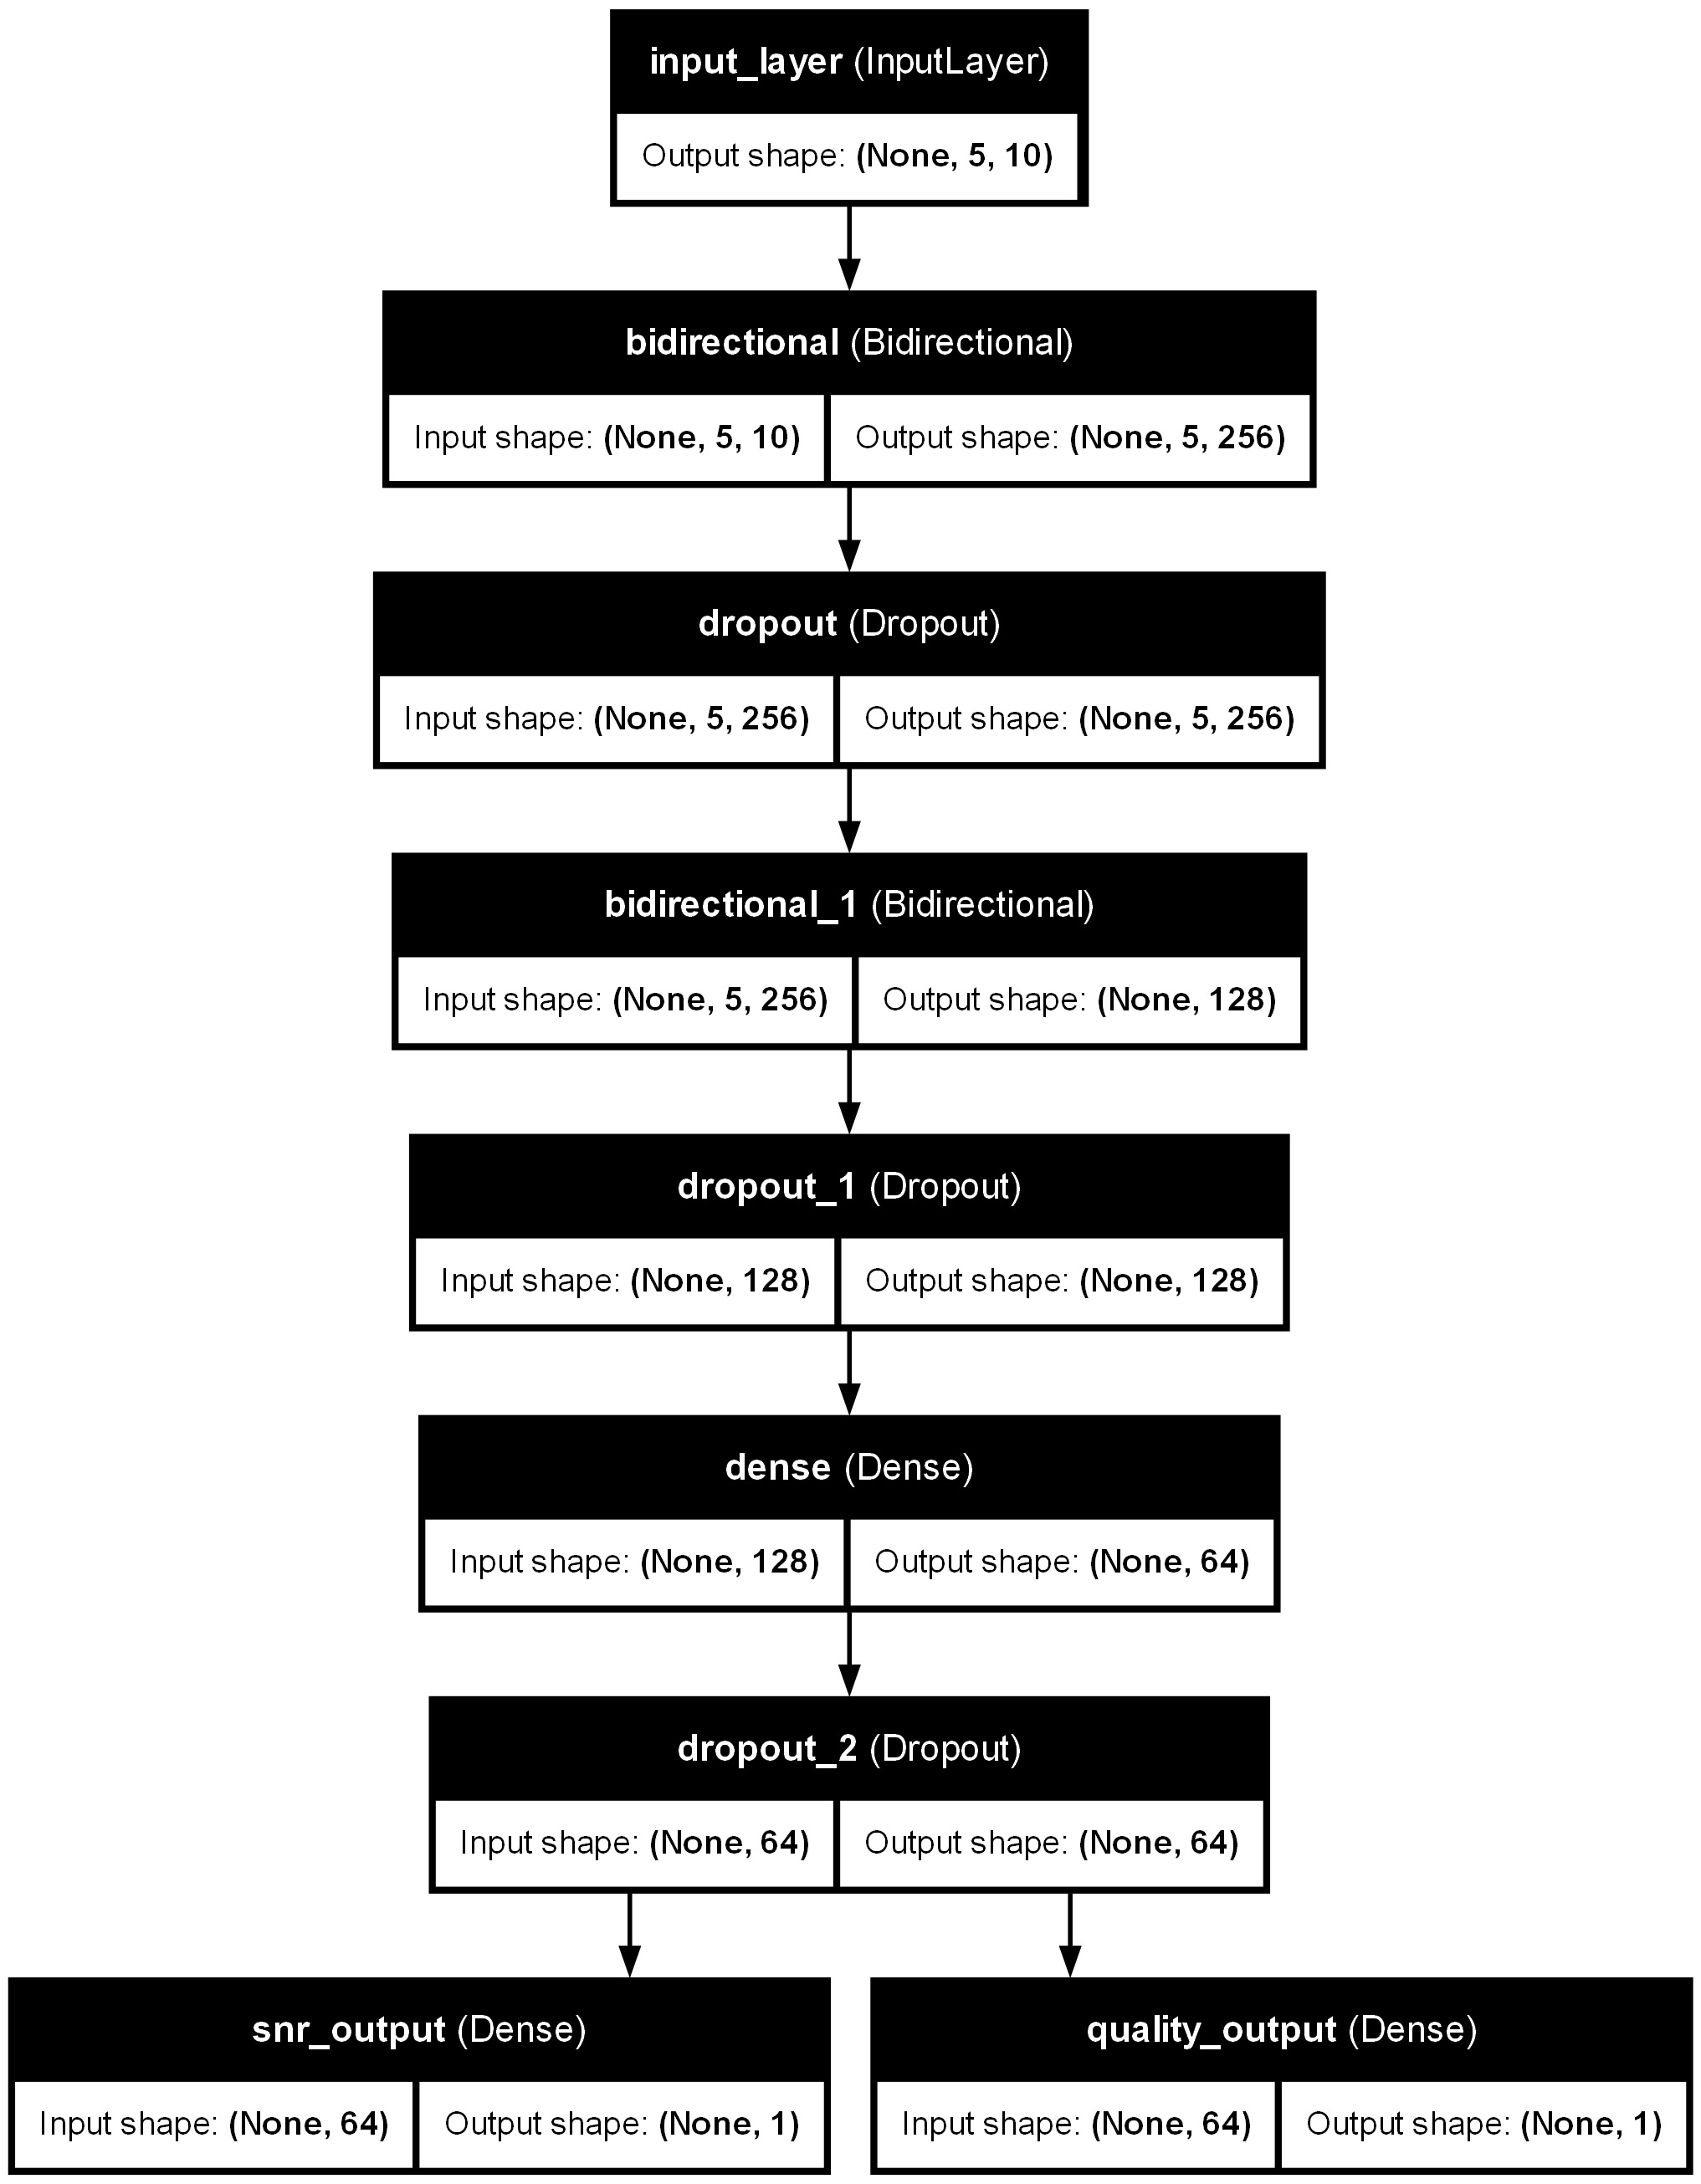 input_layer (InputLayer)
Output shape: (None, 5, 10)
bidirectional (Bidirectional)
Input shape: (None, 5, 10) Output shape: (None, 5, 256)
dropout (Dropout)
Input shape: (None, 5, 256) Output shape: (None, 5, 256)
bidirectional_1 (Bidirectional)
Input shape: (None, 5, 256) Output shape: (None, 128)
dropout_1 (Dropout)
Input shape: (None, 128) Output shape: (None, 128)
dense (Dense)
Input shape: (None, 128) Output shape: (None, 64)
dropout_2 (Dropout)
Input shape: (None, 64) Output shape: (None, 64)
snr_output (Dense)
Input shape: (None, 64) Output shape: (None, 1)
quality_output (Dense)
Input shape: (None, 64) Output shape: (None, 1)